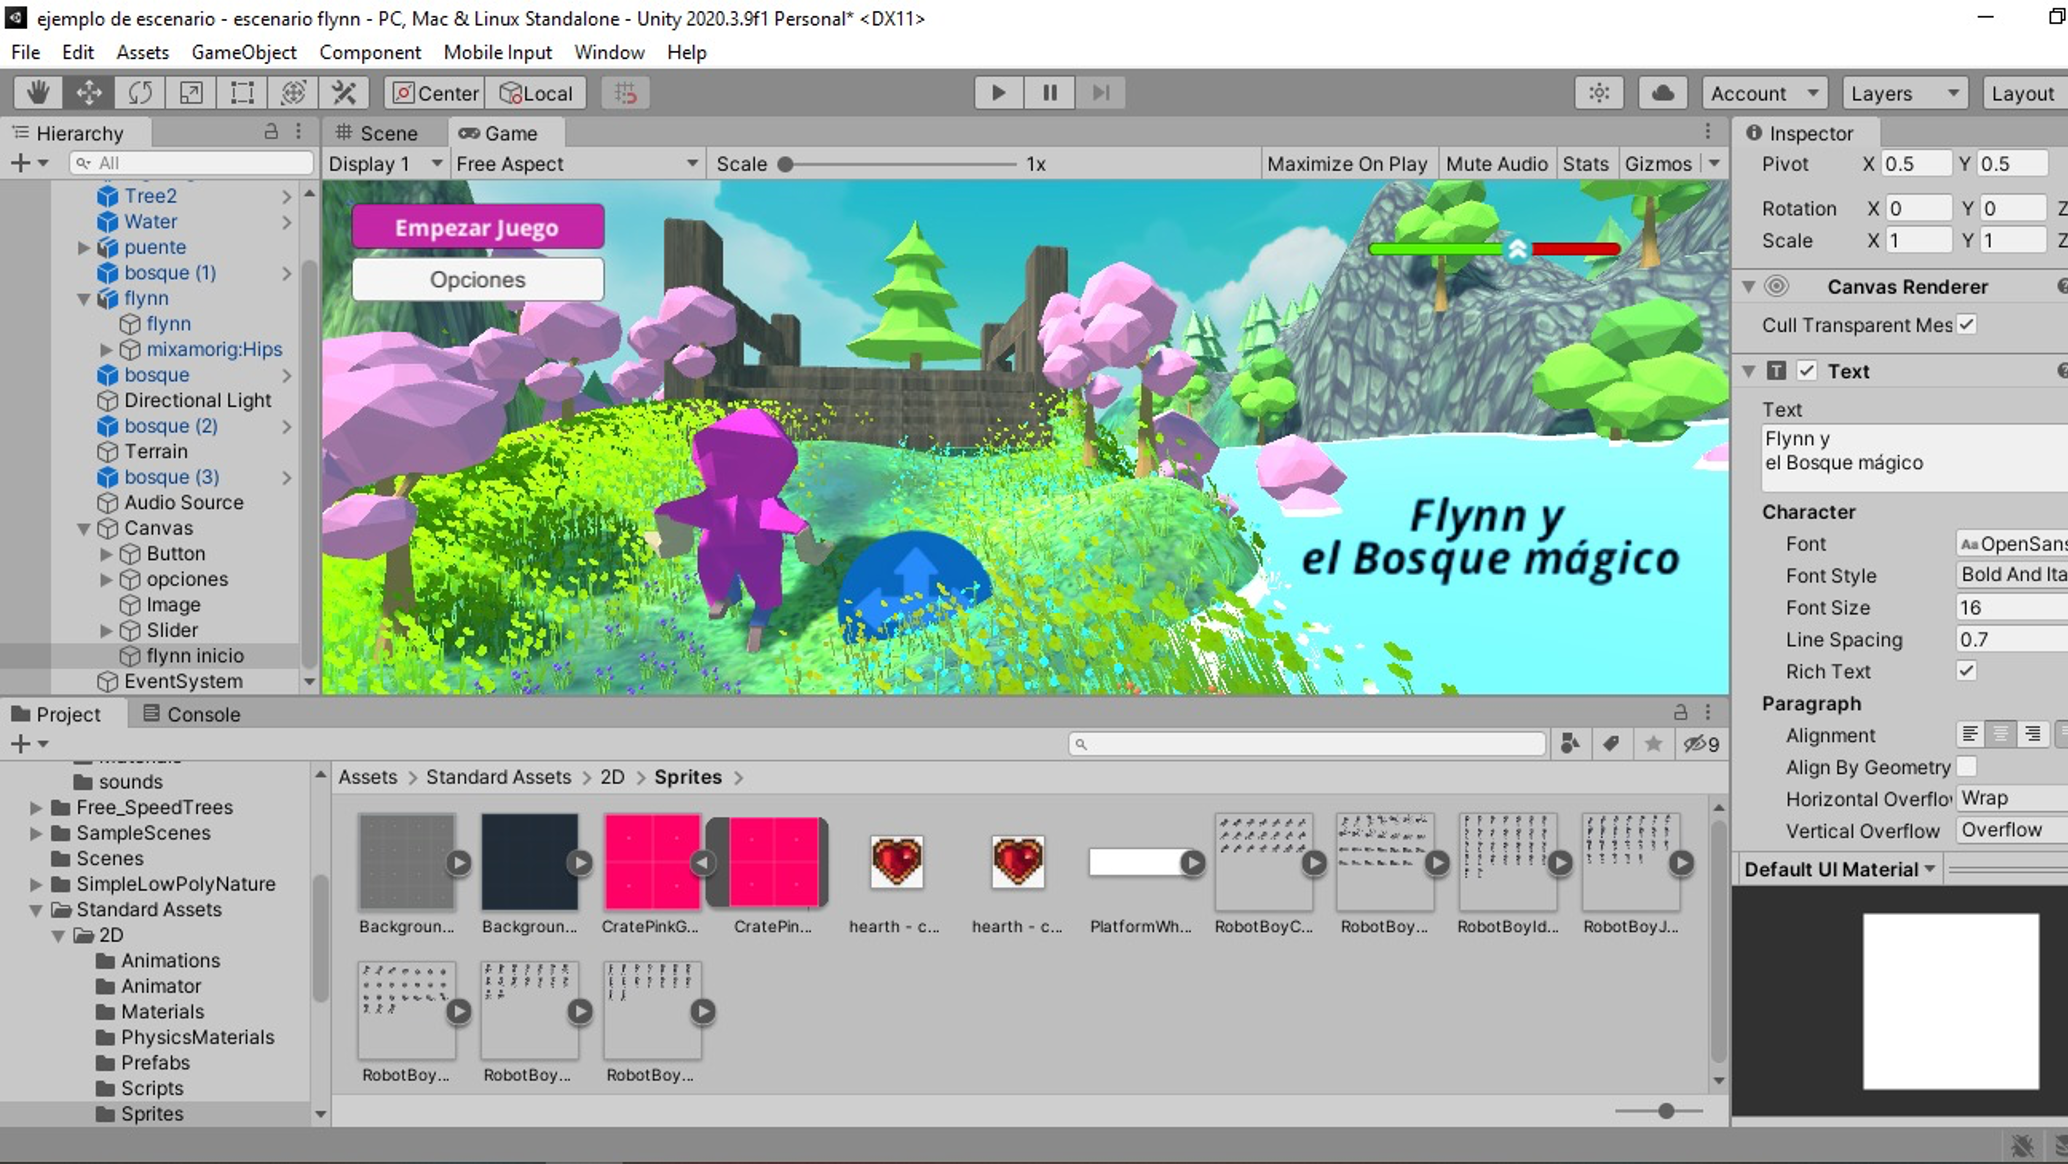 ejemplo de escenario - escenario flynn - PC, Mac & Linux Standalone - Unity 2020.3.9f1 Personal* <DX11>
File Edit Assets GameObject Component Mobile Input Window Help
Center Local Account Layers Layout
Hierarchy
All
Tree2
Water
puente
bosque (1)
flynn
flynn
mixamorig:Hips
bosque
Directional Light
bosque (2)
Terrain
bosque (3)
Audio Source
Canvas
Button
opciones
Image
Slider
flynn inicio
EventSystem
Scene Game
Display 1 Free Aspect Scale 1x Maximize On Play Mute Audio Stats Gizmos
Empezar Juego
Opciones
Flynn y
el Bosque mágico
Inspector
Pivot X 0.5 Y 0.5
Rotation X 0 Y 0 Z
Scale X 1 Y 1 Z
Canvas Renderer
Cull Transparent Mes
Text
Text
Flynn y
el Bosque mágico
Character
Font OpenSans
Font Style Bold And Ita
Font Size 16
Line Spacing 0.7
Rich Text
Paragraph
Alignment
Align By Geometry
Horizontal Overflo Wrap
Vertical Overflow Overflow
Default UI Material
Project Console
9
sounds
Free_SpeedTrees
SampleScenes
Scenes
SimpleLowPolyNature
Standard Assets
2D
Animations
Animator
Materials
PhysicsMaterials
Prefabs
Scripts
Sprites
Assets > Standard Assets > 2D > Sprites >
Backgroun... Backgroun... CratePinkG... CratePin... hearth - c... hearth - c... PlatformWh... RobotBoyC... RobotBoy... RobotBoyId... RobotBoyJ...
RobotBoy... RobotBoy... RobotBoy...